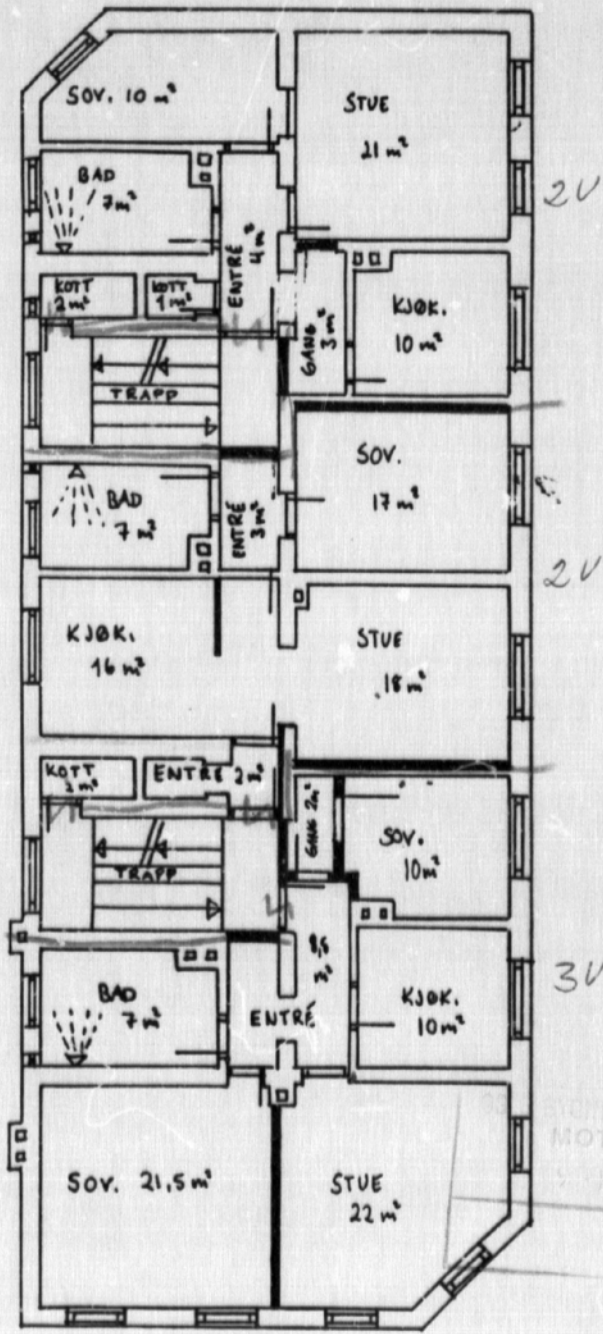 SOV. 10 m²
STUE
21 m²
BAD
7 m²
2V
ENTRÉ
4 m²
KOTT
2 m²
KOTT
1 m²
GANG
3 m²
KJØK.
10 m²
TRAPP
SOV.
17 m²
BAD
7 m²
ENTRÉ
3 m²
2V
KJØK.
16 m²
STUE
18 m²
KOTT
2 m²
ENTRÉ 2 m²
GANG 2 m²
SOV.
10 m²
TRAPP
8,5
m²
BAD
7 m²
KJØK.
10 m²
3V
ENTRÉ
SOV. 21,5 m²
STUE
22 m²